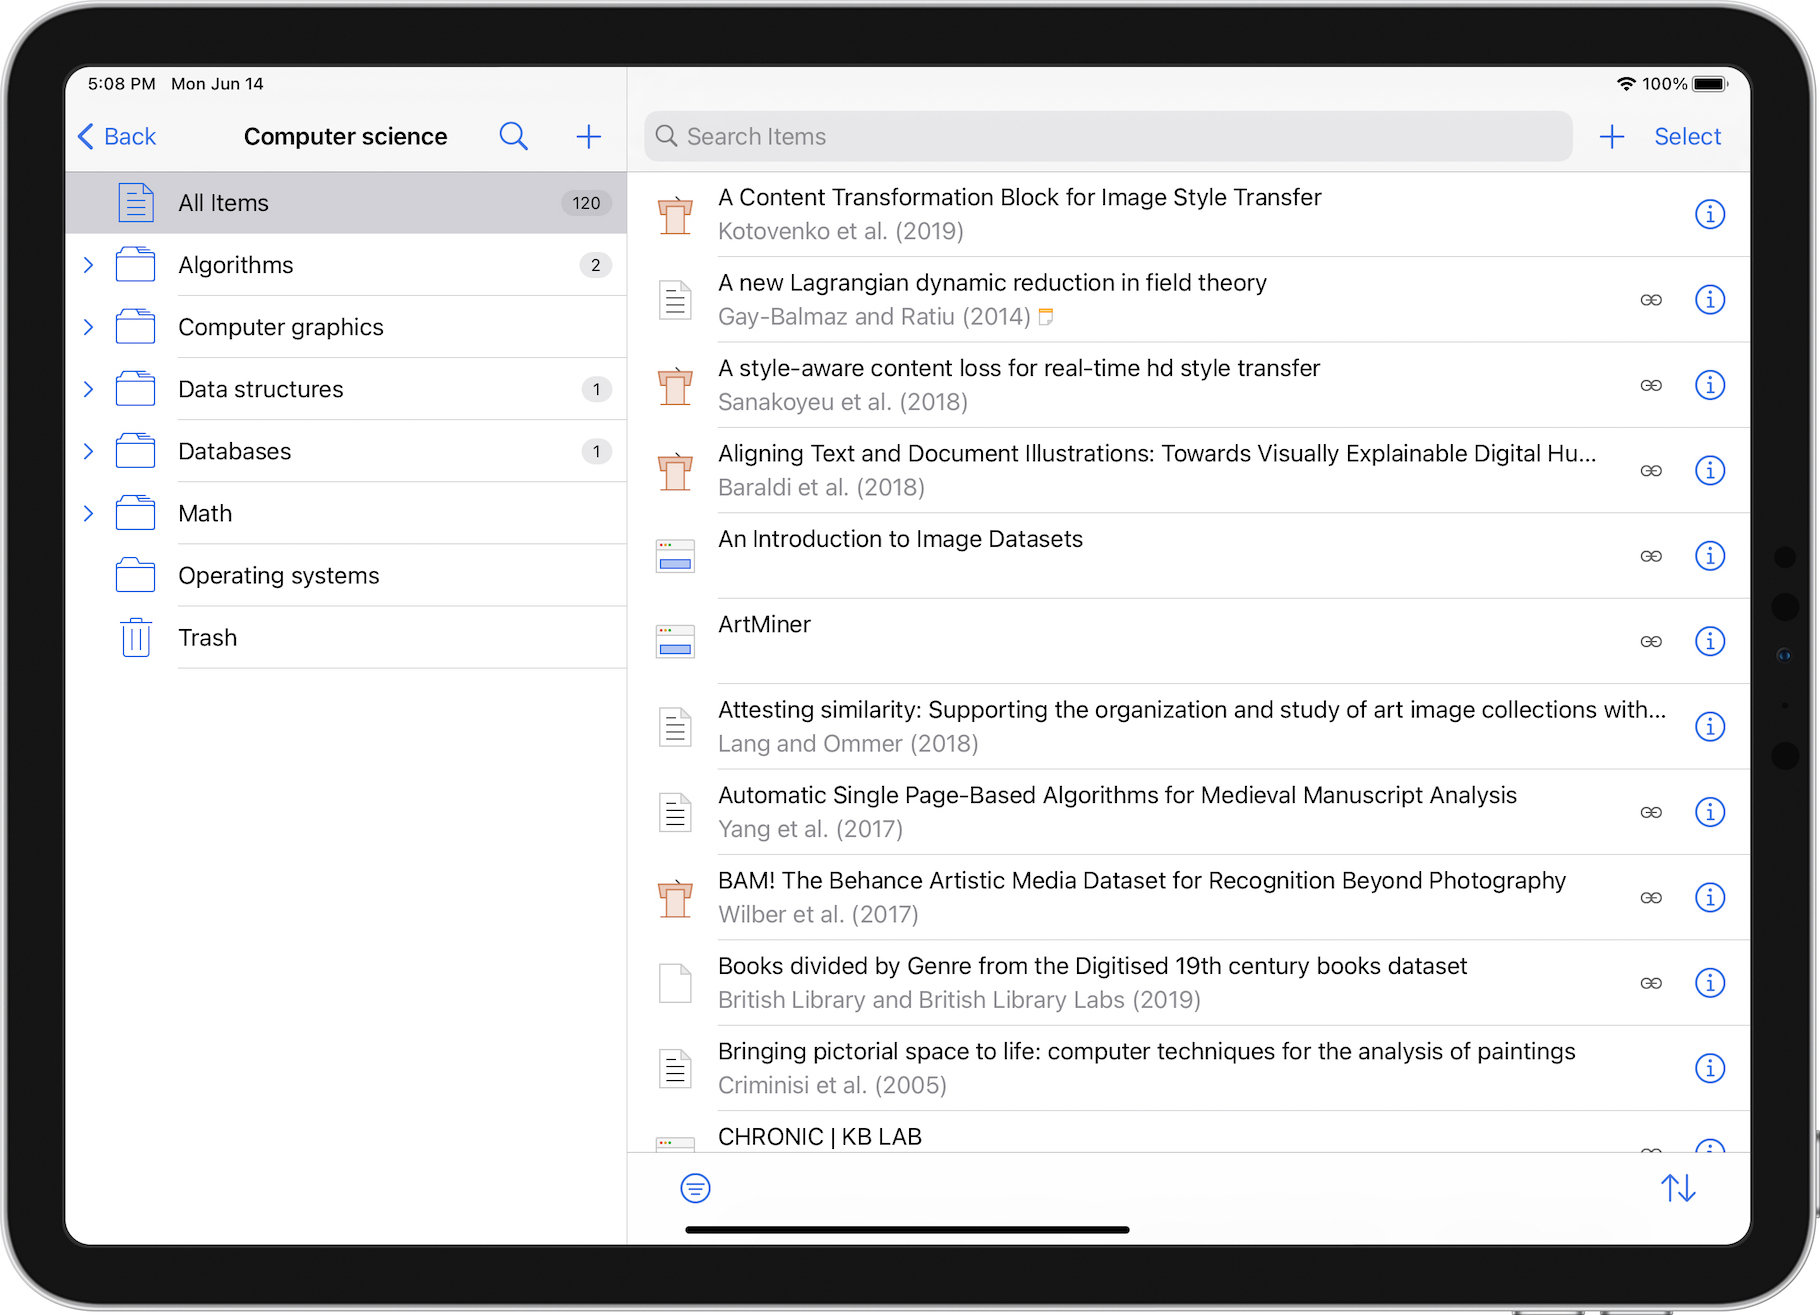 5:08 PM Mon Jun 14
100%
Back
Computer science
Search Items
Select
All Items
120
Algorithms
2
Computer graphics
Data structures
1
Databases
1
Math
Operating systems
Trash
A Content Transformation Block for Image Style Transfer
Kotovenko et al. (2019)
A new Lagrangian dynamic reduction in field theory
Gay-Balmaz and Ratiu (2014)
A style-aware content loss for real-time hd style transfer
Sanakoyeu et al. (2018)
Aligning Text and Document Illustrations: Towards Visually Explainable Digital Hu...
Baraldi et al. (2018)
An Introduction to Image Datasets
ArtMiner
Attesting similarity: Supporting the organization and study of art image collections with...
Lang and Ommer (2018)
Automatic Single Page-Based Algorithms for Medieval Manuscript Analysis
Yang et al. (2017)
BAM! The Behance Artistic Media Dataset for Recognition Beyond Photography
Wilber et al. (2017)
Books divided by Genre from the Digitised 19th century books dataset
British Library and British Library Labs (2019)
Bringing pictorial space to life: computer techniques for the analysis of paintings
Criminisi et al. (2005)
CHRONIC | KB LAB